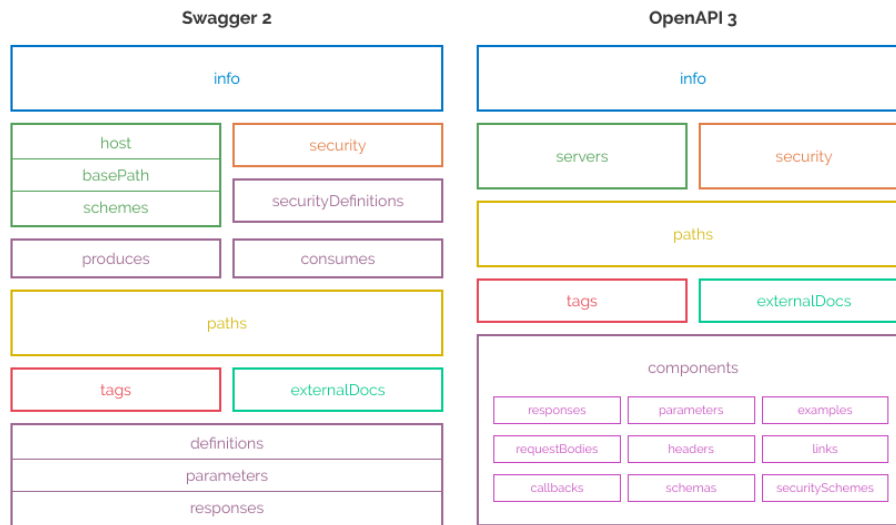 Swagger 2
info
host
basePath
schemes
security
securityDefinitions
produces
consumes
paths
tags
externalDocs
definitions
parameters
responses
OpenAPI 3
info
servers
security
paths
tags
externalDocs
components
responses
parameters
examples
requestBodies
headers
links
callbacks
schemas
securitySchemes